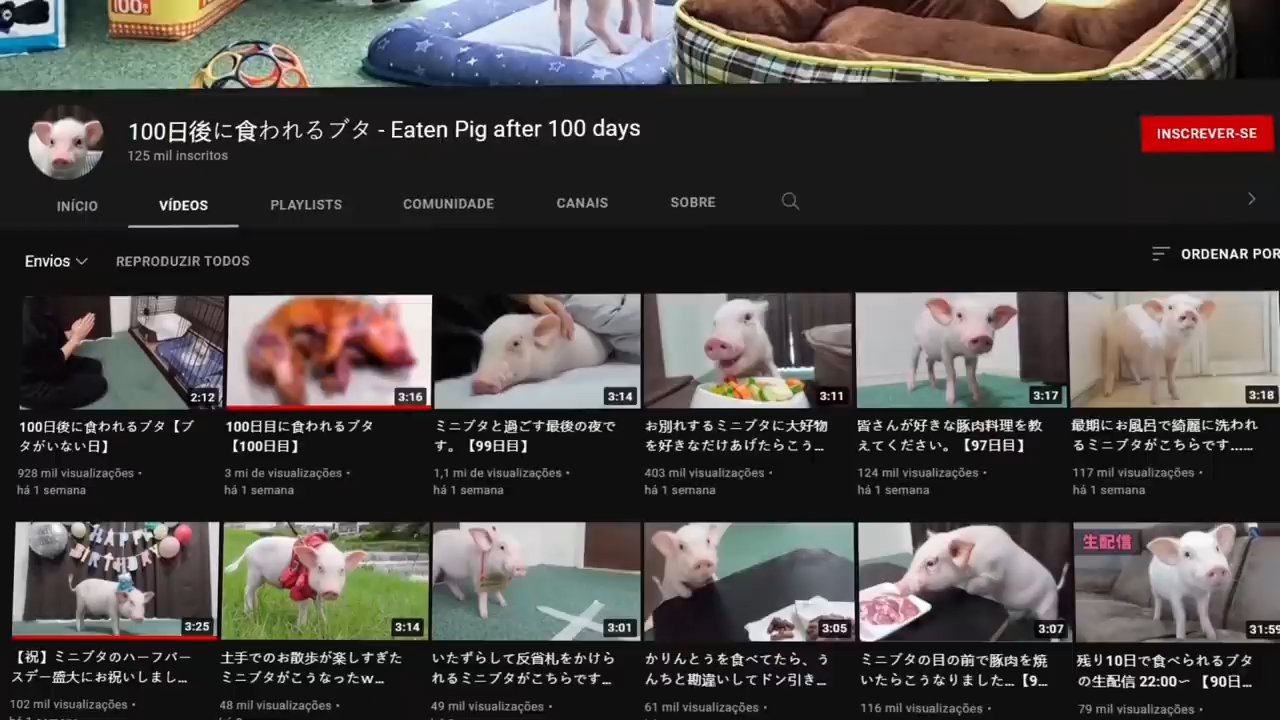 100
100日後に食われるブタ - Eaten Pig after 100 days
125 mil inscritos
INSCREVER-SE
INÍCIO VÍDEOS PLAYLISTS COMUNIDADE CANAIS SOBRE
Envios REPRODUZIR TODOS ORDENAR POR
2:12 3:16 3:14 3:11 3:17 3:18
100日後に食われるブタ【ブ
タがいない日】
928 mil visualizações •
há 1 semana
100日目に食われるブタ
【100日目】
3 mi de visualizações •
há 1 semana
ミニブタと過ごす最後の夜で
す。【99日目】
1,1 mi de visualizações •
há 1 semana
お別れするミニブタに大好物
を好きなだけあげたらこう...
403 mil visualizações •
há 1 semana
皆さんが好きな豚肉料理を教
えてください。【97日目】
124 mil visualizações •
há 1 semana
最期にお風呂で綺麗に洗われ
るミニブタがこちらです......
117 mil visualizações •
há 1 semana
HAPPY
BIRTHDAY
生配信
3:25 3:14 3:01 3:05 3:07 31:59
【祝】ミニブタのハーフバー
スデー盛大にお祝いしまし...
102 mil visualizações •
há 1 semana
土手でのお散歩が楽しすぎた
ミニブタがこうなったw...
48 mil visualizações •
いたずらして反省札をかけら
れるミニブタがこちらです...
49 mil visualizações •
かりんとうを食べてたら、う
んちと勘違いしてドン引き...
61 mil visualizações •
ミニブタの目の前で豚肉を焼
いたらこうなりました...【9...
116 mil visualizações •
残り10日で食べられるブタ
の生配信 22:00〜 【90日...
79 mil visualizações •